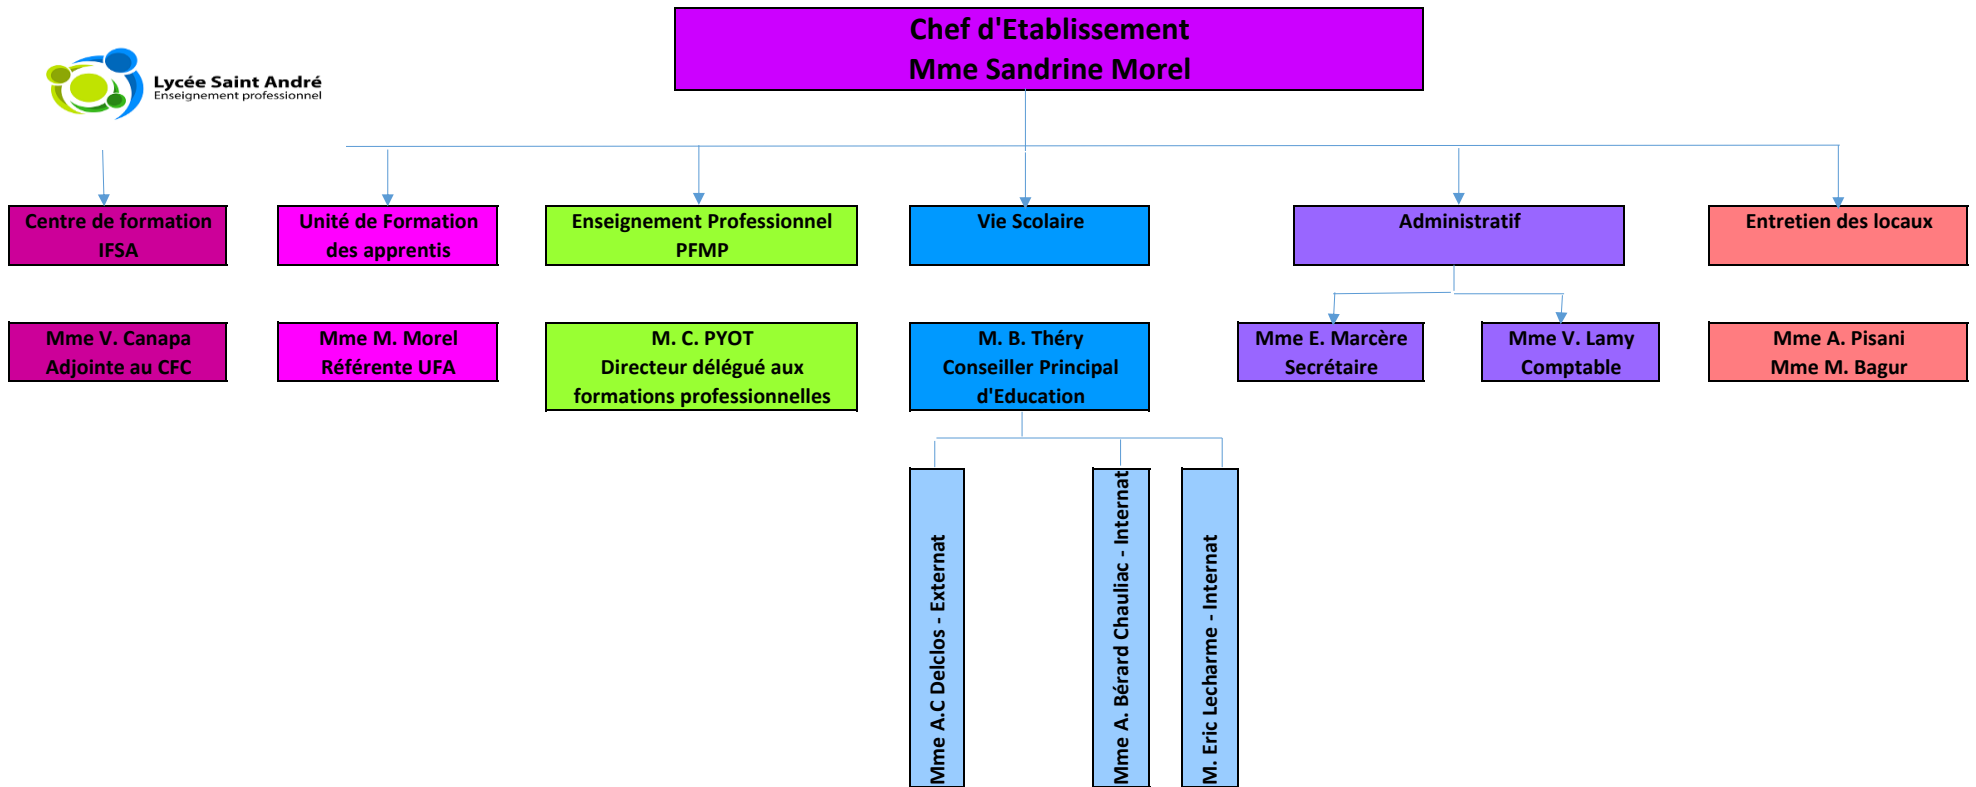 Chef d'Etablissement
Mme Sandrine Morel
Lycée Saint André
Enseignement professionnel
Centre de formation
IFSA
Unité de Formation
des apprentis
Enseignement Professionnel
PFMP
Vie Scolaire
Administratif
Entretien des locaux
Mme V. Canapa
Adjointe au CFC
Mme M. Morel
Référente UFA
M. C. PYOT
Directeur délégué aux
formations professionnelles
M. B. Théry
Conseiller Principal
d'Education
Mme E. Marcère
Secrétaire
Mme V. Lamy
Comptable
Mme A. Pisani
Mme M. Bagur
Mme A.C Delclos - Externat
Mme A. Bérard Chauliac - Internat
M. Eric Lecharme - Internat